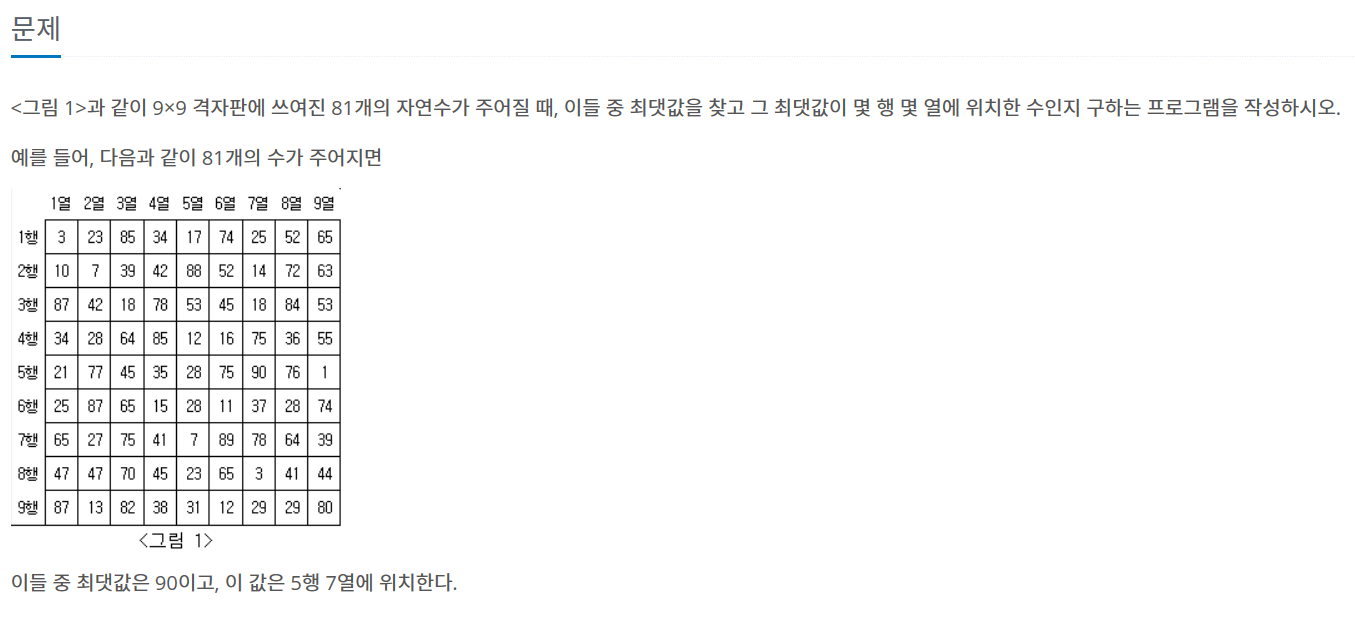 문제
<그림 1>과 같이 9×9 격자판에 쓰여진 81개의 자연수가 주어질 때, 이들 중 최댓값을 찾고 그 최댓값이 몇 행 몇 열에 위치한 수인지 구하는 프로그램을 작성하시오.
예를 들어, 다음과 같이 81개의 수가 주어지면
1열 2열 3열 4열 5열 6열 7열 8열 9열
1행 3 23 85 34 17 74 25 52 65
2행 10 7 39 42 88 52 14 72 63
3행 87 42 18 78 53 45 18 84 53
4행 34 28 64 85 12 16 75 36 55
5행 21 77 45 35 28 75 90 76 1
6행 25 87 65 15 28 11 37 28 74
7행 65 27 75 41 7 89 78 64 39
8행 47 47 70 45 23 65 3 41 44
9행 87 13 82 38 31 12 29 29 80
<그림 1>
이들 중 최댓값은 90이고, 이 값은 5행 7열에 위치한다.